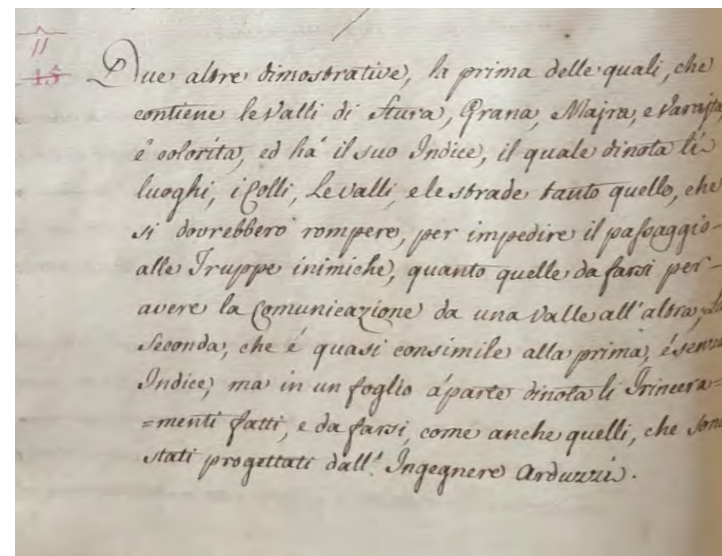 11
15
Due altre dimostrative, la prima delle quali, che
contiene le Valli di Stura, Grana, Majra, e Varajta,
é colorita, ed ha' il suo Indice, il quale dinota li
luoghi, i Colli, Le valli, e le strade tanto quello, che
si dovrebbero rompere, per impedire il passaggio
alle Truppe inimiche, quanto quelle da farsi per
avere la Comunicazione da una Valle all'altra, La
Seconda, che é quasi consimile alla prima, é senza
Indice, ma in un foglio á parte dinota li Trincera=
=menti fatti, e da farsi, come anche quelli, che sono
stati progettati dall' Ingegnere Arduzzi.